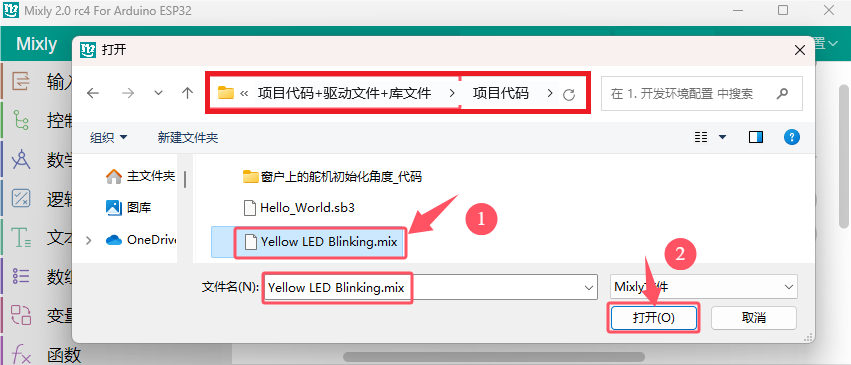 Mixly 2.0 rc4 For Arduino ESP32
Mixly
置
打开
« 项目代码+驱动文件+库文件 > 项目代码 >
在 1. 开发环境配置 中搜索
组织 新建文件夹
主文件夹
图库
OneDrive
窗户上的舵机初始化角度_代码
Hello_World.sb3
Yellow LED Blinking.mix
1
2
文件名(N): Yellow LED Blinking.mix
Mixly文件
打开(O) 取消
输入
控制
数学
逻辑
文本
数组
变量
函数